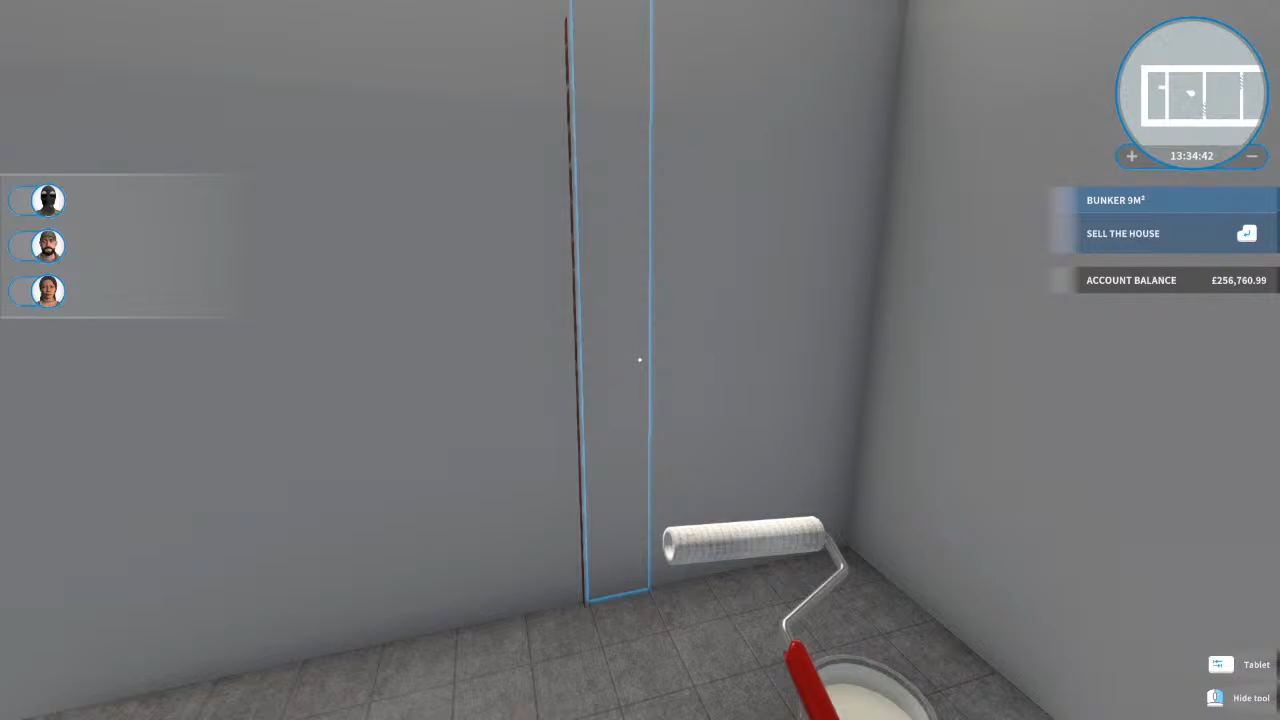 13:34:42
BUNKER 9M²
SELL THE HOUSE
ACCOUNT BALANCE £256,760.99
Tablet
Hide tool